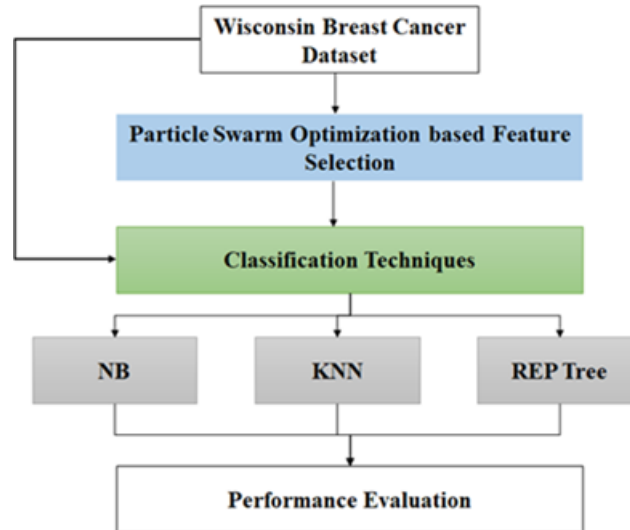 Wisconsin Breast Cancer
Dataset
Particle Swarm Optimization based Feature
Selection
Classification Techniques
NB
KNN
REP Tree
Performance Evaluation